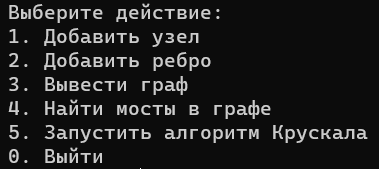 Выберите действие:
1. Добавить узел
2. Добавить ребро
3. Вывести граф
4. Найти мосты в графе
5. Запустить алгоритм Крускала
0. Выйти